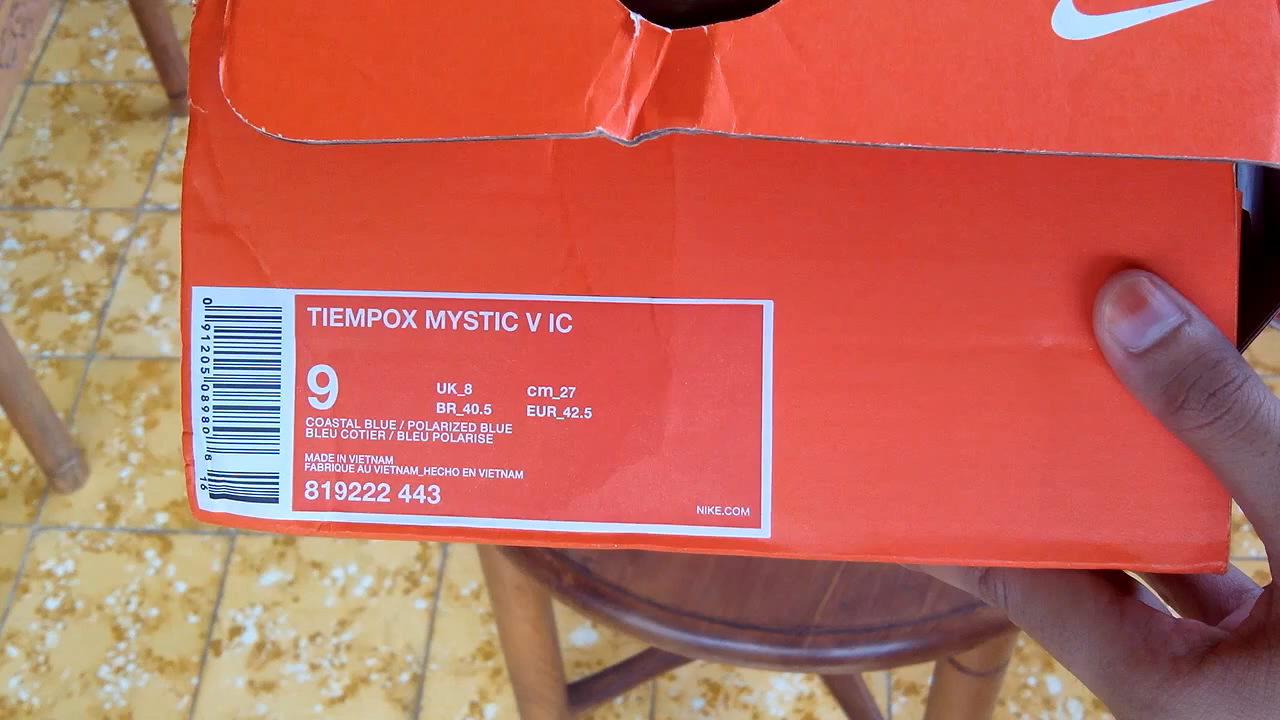 TIEMPOX MYSTIC V IC
9
UK_8 cm_27
BR_40.5 EUR_42.5
COASTAL BLUE / POLARIZED BLUE
BLEU COTIER / BLEU POLARISE
MADE IN VIETNAM
FABRIQUE AU VIETNAM_HECHO EN VIETNAM
819222 443
NIKE.COM
0 91205 08980 8 16